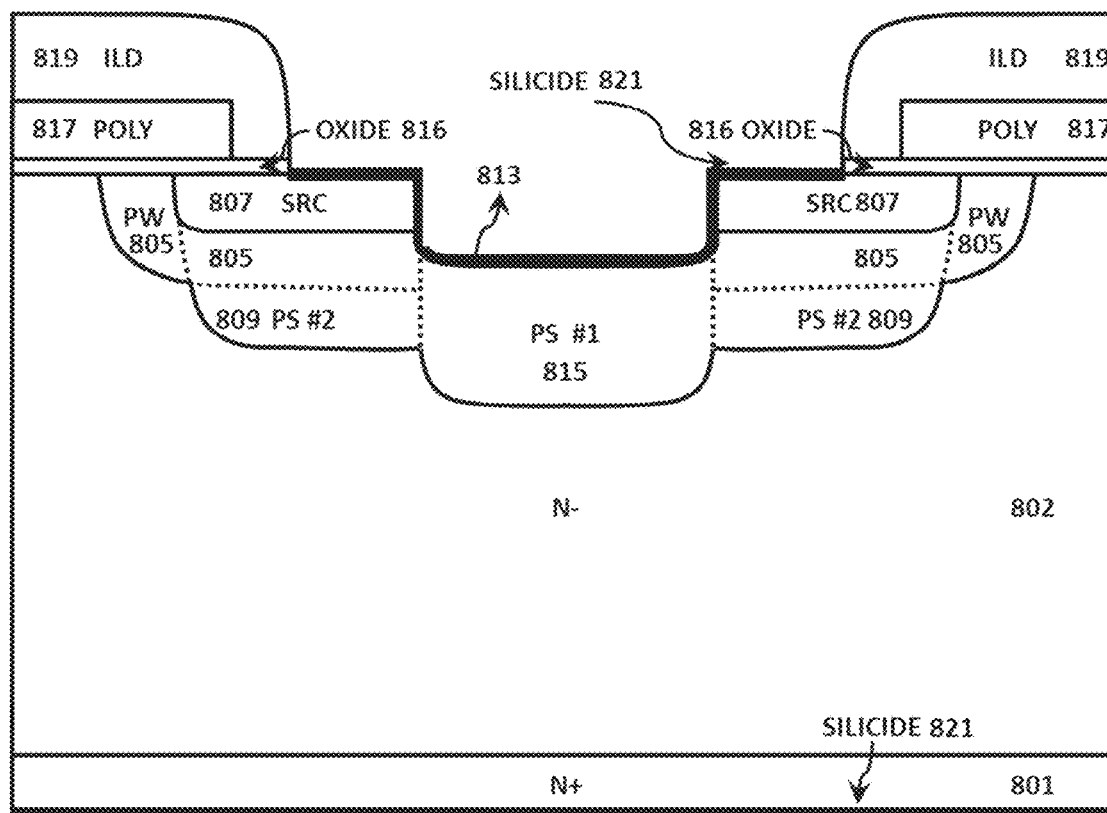 819 ILD
ILD 819
SILICIDE 821
817 POLY
OXIDE 816
816 OXIDE
POLY 817
813
807 SRC
SRC 807
PW
805
PW
805
805
805
809 PS #2
PS #1
815
PS #2 809
N-
802
SILICIDE 821
N+
801